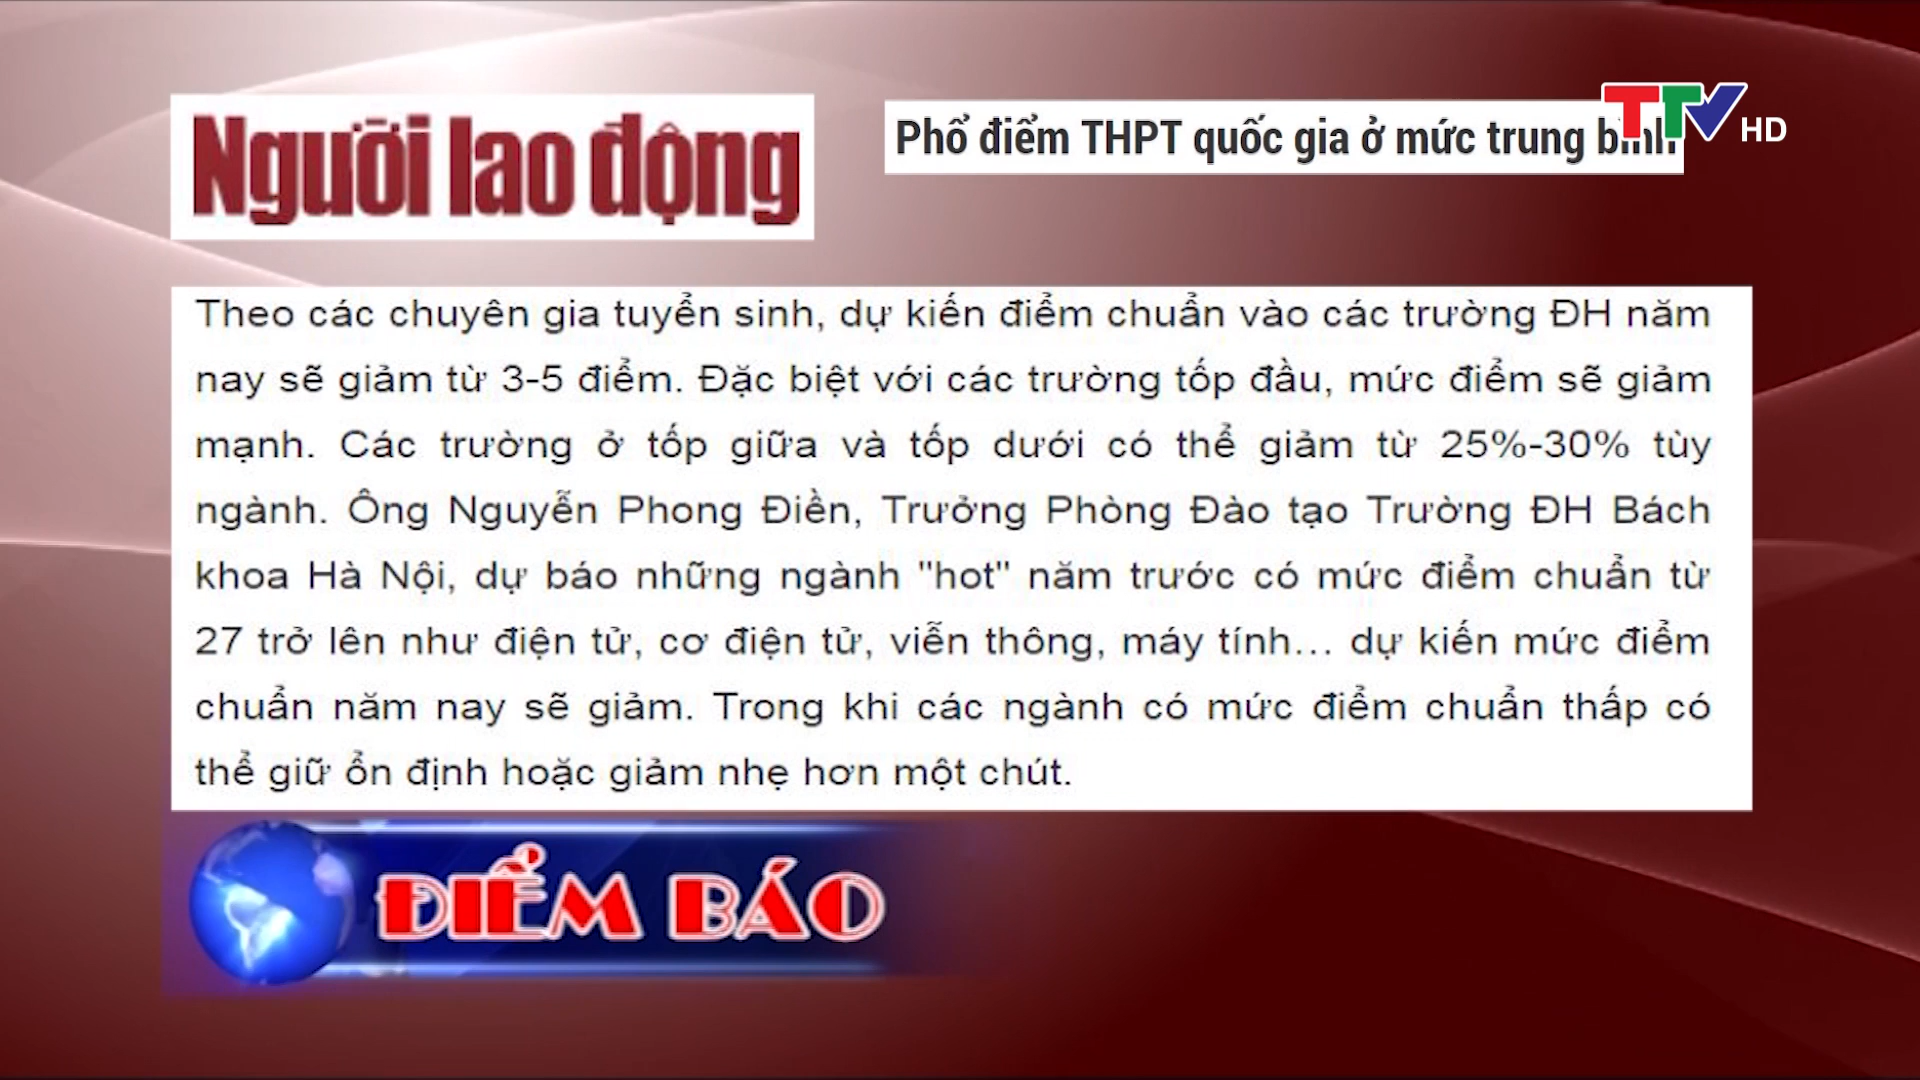 Người lao động
Phổ điểm THPT quốc gia ở mức trung bình
TTV HD
Theo các chuyên gia tuyển sinh, dự kiến điểm chuẩn vào các trường ĐH năm
nay sẽ giảm từ 3-5 điểm. Đặc biệt với các trường tốp đầu, mức điểm sẽ giảm
mạnh. Các trường ở tốp giữa và tốp dưới có thể giảm từ 25%-30% tùy
ngành. Ông Nguyễn Phong Điền, Trưởng Phòng Đào tạo Trường ĐH Bách
khoa Hà Nội, dự báo những ngành "hot" năm trước có mức điểm chuẩn từ
27 trở lên như điện tử, cơ điện tử, viễn thông, máy tính... dự kiến mức điểm
chuẩn năm nay sẽ giảm. Trong khi các ngành có mức điểm chuẩn thấp có
thể giữ ổn định hoặc giảm nhẹ hơn một chút.
ĐIỂM BÁO